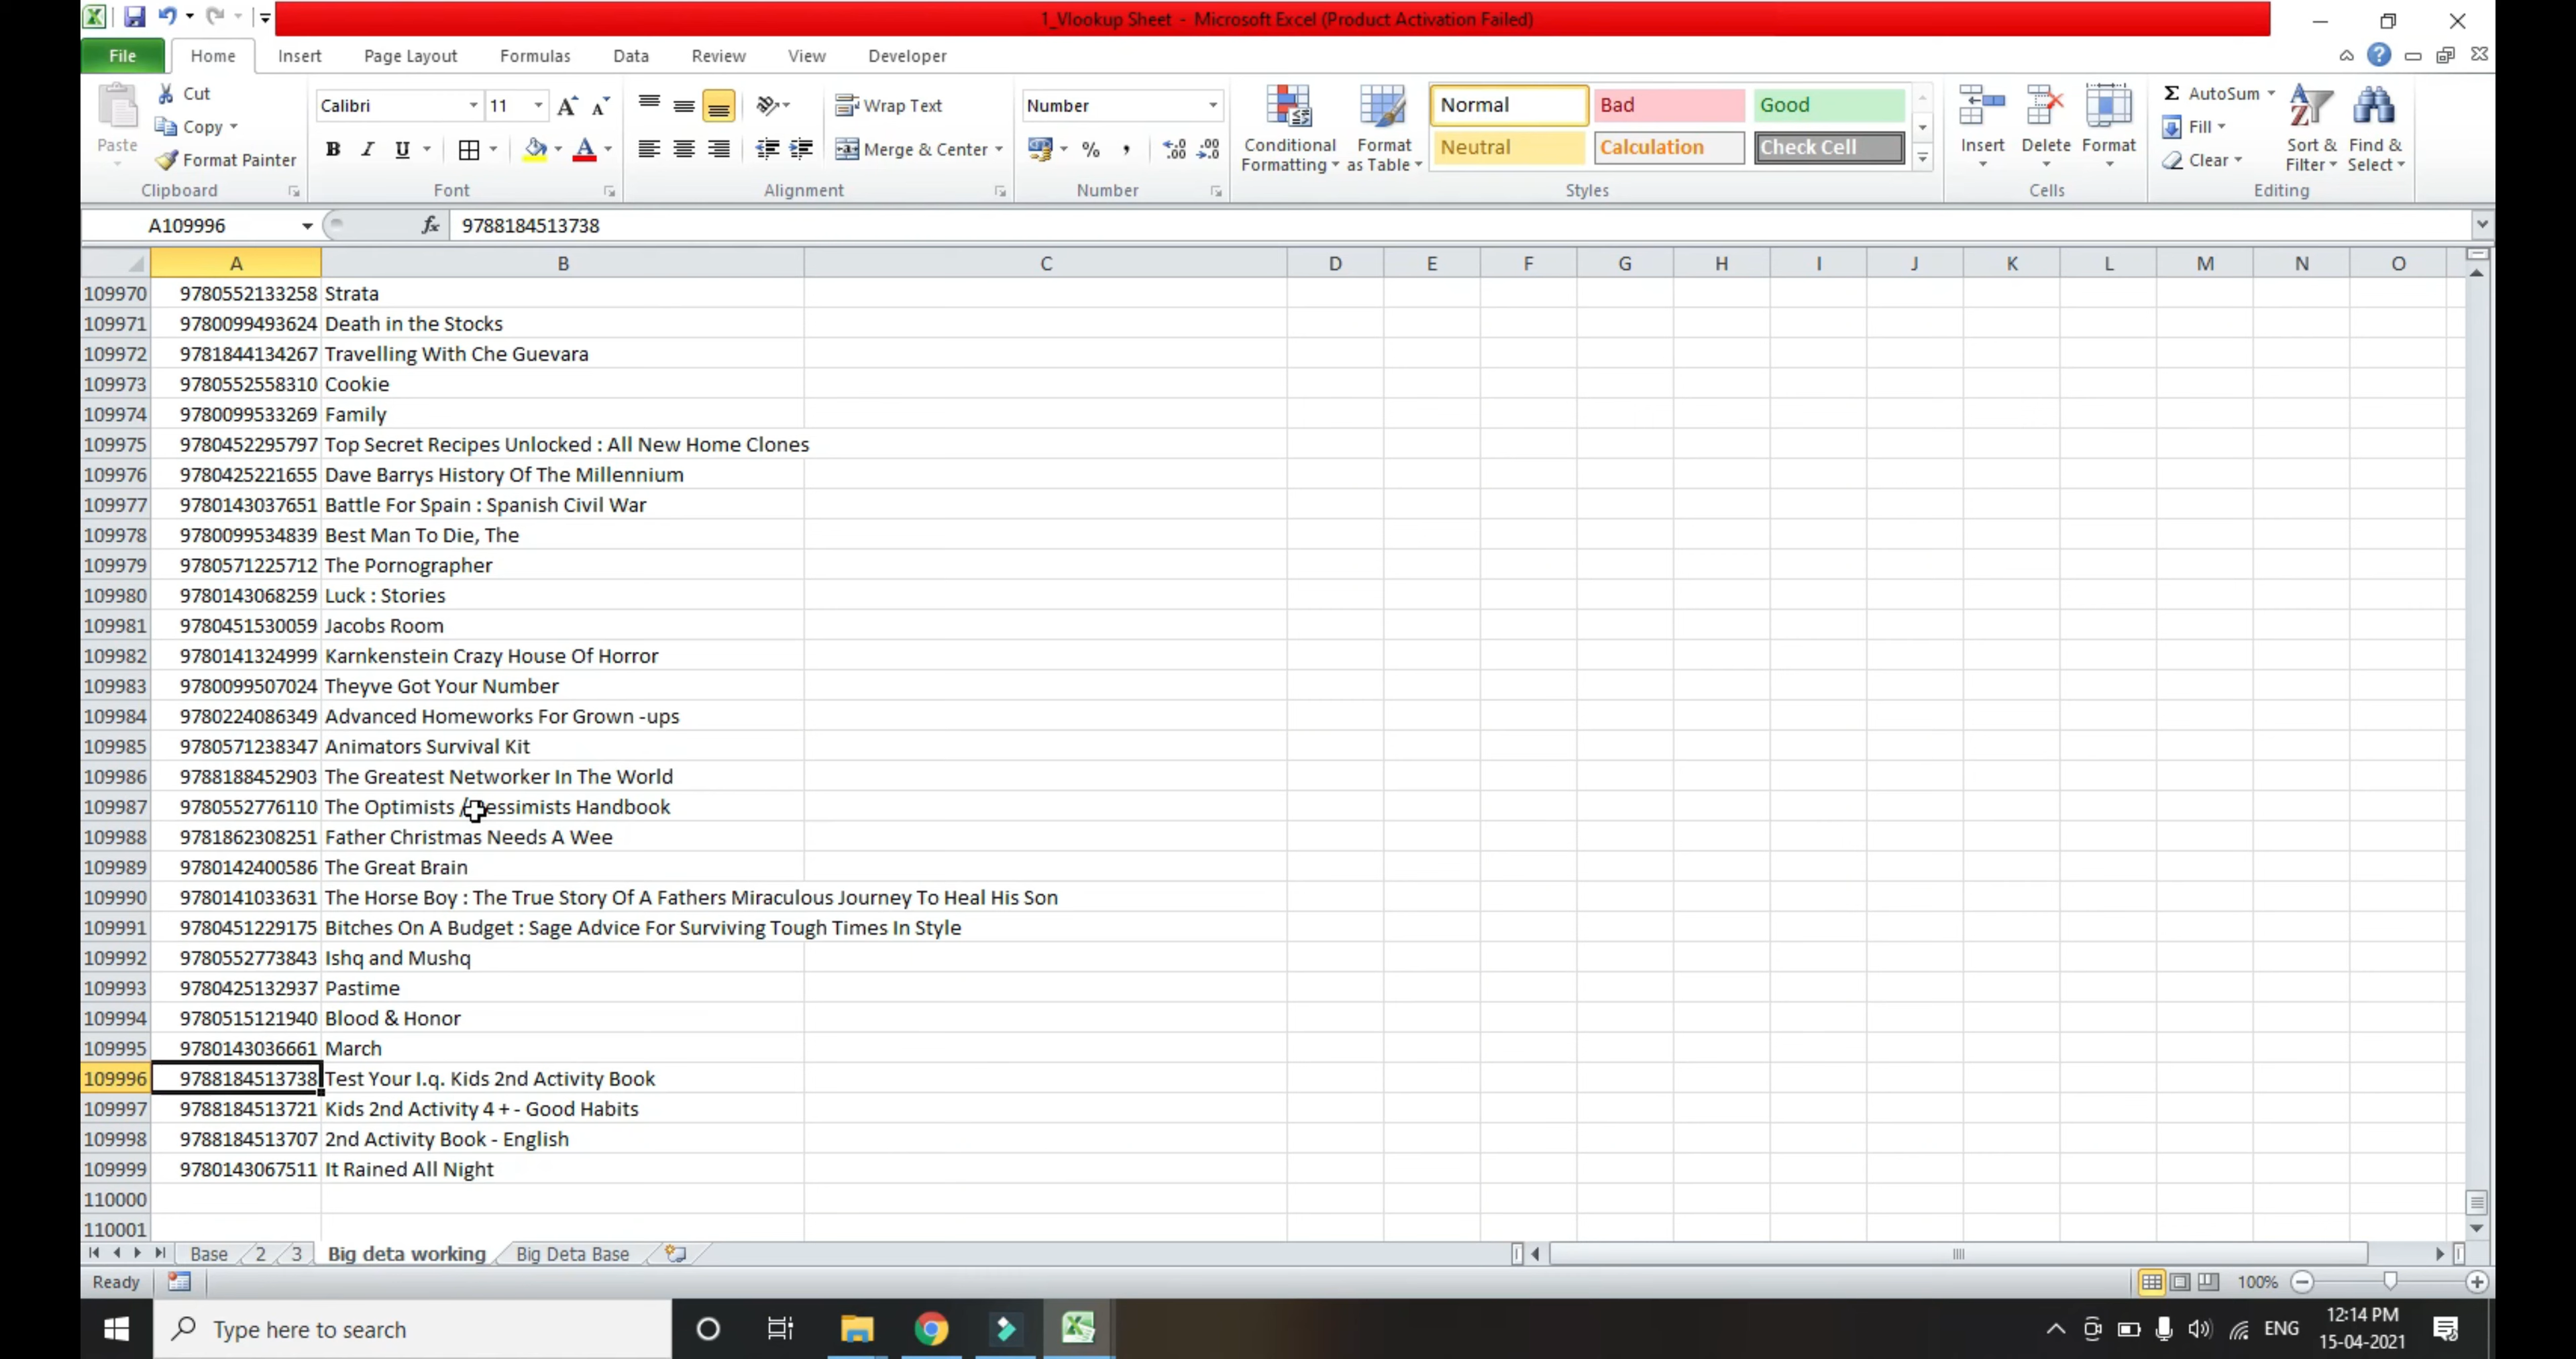 1_Vlookup Sheet - Microsoft Excel (Product Activation Failed)
File Home Insert Page Layout Formulas Data Review View Developer
Paste Cut Copy Format Painter
Calibri 11
Wrap Text
Merge & Center
Number
Conditional Formatting
Format as Table
Normal Bad Good
Neutral Calculation Check Cell
Insert Delete Format
Σ AutoSum
Fill
Clear
Sort & Filter
Find & Select
Clipboard Font Alignment Number Styles Cells Editing
A109996 fx 9788184513738
A B C D E F G H I J K L M N O
109970 9780552133258 Strata
109971 9780099493624 Death in the Stocks
109972 9781844134267 Travelling With Che Guevara
109973 9780552558310 Cookie
109974 9780099533269 Family
109975 9780452295797 Top Secret Recipes Unlocked : All New Home Clones
109976 9780425221655 Dave Barrys History Of The Millennium
109977 9780143037651 Battle For Spain : Spanish Civil War
109978 9780099534839 Best Man To Die, The
109979 9780571225712 The Pornographer
109980 9780143068259 Luck : Stories
109981 9780451530059 Jacobs Room
109982 9780141324999 Karnkenstein Crazy House Of Horror
109983 9780099507024 Theyve Got Your Number
109984 9780224086349 Advanced Homeworks For Grown -ups
109985 9780571238347 Animators Survival Kit
109986 9788188452903 The Greatest Networker In The World
109987 9780552776110 The Optimists / Handbook
109988 9781862308251 Father Christmas Needs A Wee
109989 9780142400586 The Great Brain
109990 9780141033631 The Horse Boy : The True Story Of A Fathers Miraculous Journey To Heal His Son
109991 9780451229175 Bitches On A Budget : Sage Advice For Surviving Tough Times In Style
109992 9780552773843 Ishq and Mushq
109993 9780425132937 Pastime
109994 9780515121940 Blood & Honor
109995 9780143036661 March
109996 9788184513738 Test Your I.q. Kids 2nd Activity Book
109997 9788184513721 Kids 2nd Activity 4 + - Good Habits
109998 9788184513707 2nd Activity Book - English
109999 9780143067511 It Rained All Night
110000
110001
Base 2 3 Big deta working Big Deta Base
Ready 100%
Type here to search
ENG
12:14 PM
15-04-2021